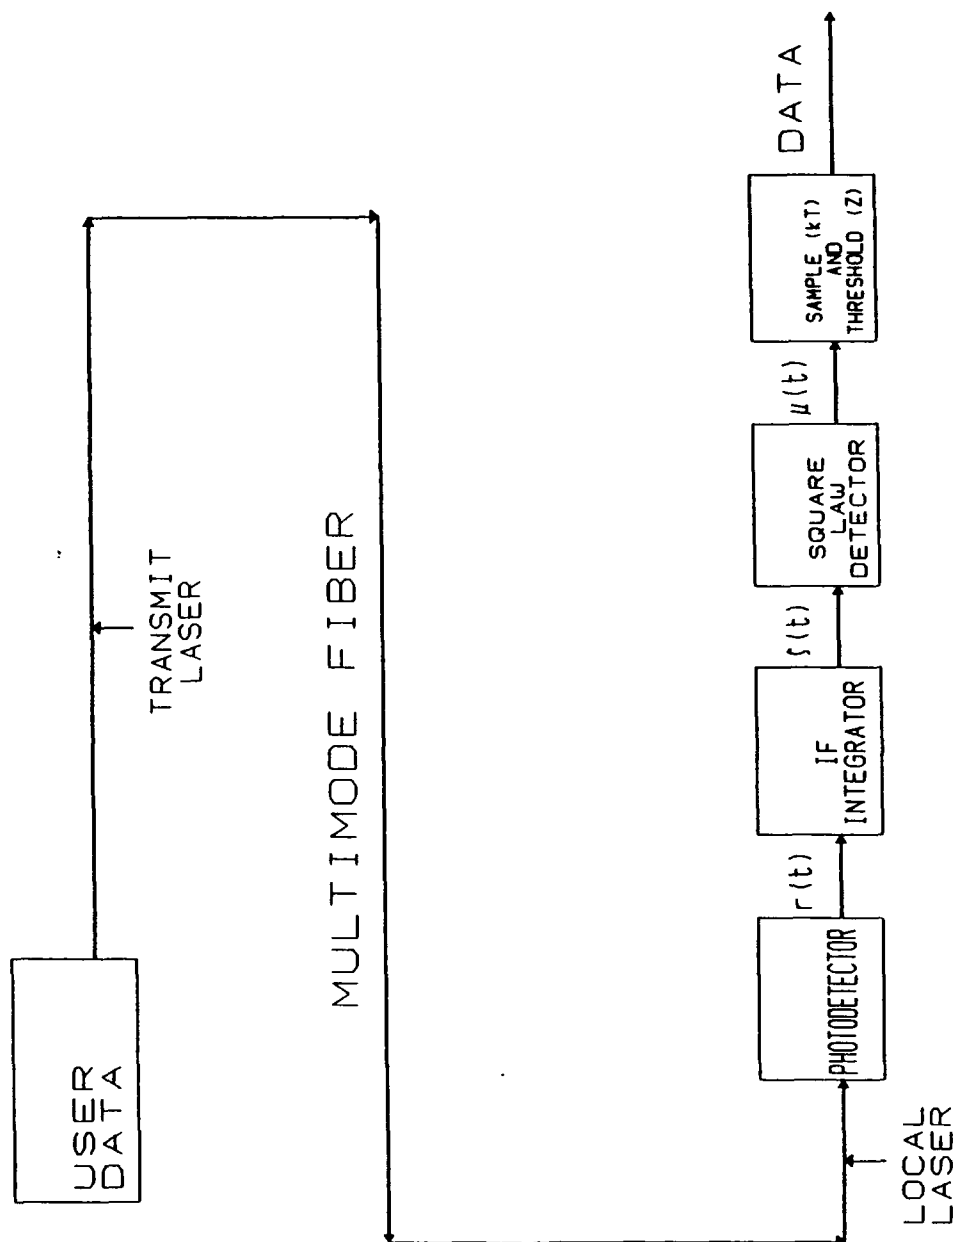 USER
DATA
TRANSMIT
LASER
MULTIMODE FIBER
LOCAL
LASER
PHOTODETECTOR
r(t)
IF
INTEGRATOR
ζ(t)
SQUARE
LAW
DETECTOR
μ(t)
SAMPLE (kT)
AND
THRESHOLD (Z)
DATA